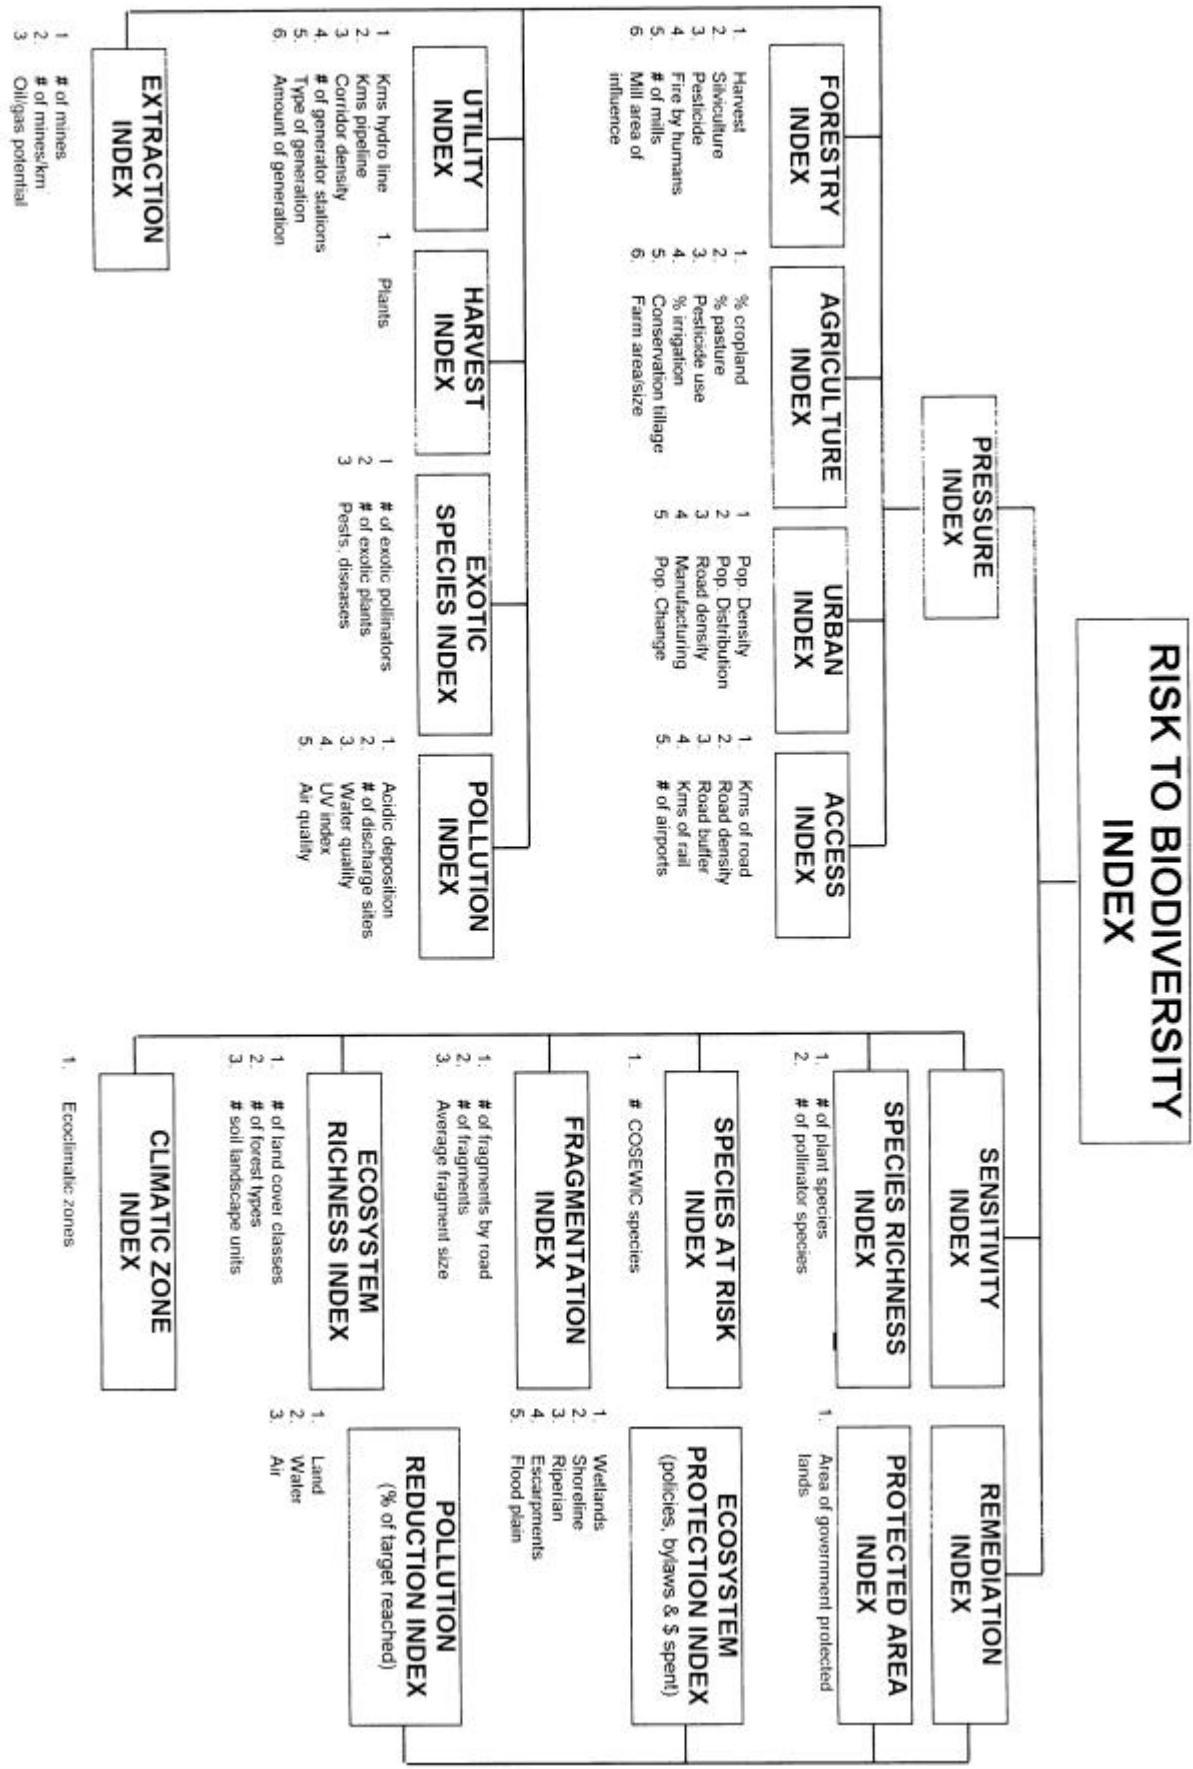 RISK TO BIODIVERSITY
INDEX
PRESSURE
INDEX
FORESTRY
INDEX
1. Harvest
2. Silviculture
3. Pesticide
4. Fire by humans
5. # of mills
6. Mill area of
influence
AGRICULTURE
INDEX
1. % cropland
2. % pasture
3. Pesticide use
4. % irrigation
5. Conservation tillage
6. Farm area/size
URBAN
INDEX
1 Pop. Density
2 Pop. Distribution
3 Road density
4 Manufacturing
5 Pop. Change
ACCESS
INDEX
1. Kms of road
2. Road density
3. Road buffer
4. Kms of rail
5. # of airports
UTILITY
INDEX
1 Kms hydro line
2. Kms pipeline
3 Corridor density
4. # of generator stations
5. Type of generation
6. Amount of generation
HARVEST
INDEX
1. Plants
EXOTIC
SPECIES INDEX
1 # of exotic pollinators
2 # of exotic plants
3 Pests, diseases
POLLUTION
INDEX
1. Acidic deposition
2. # of discharge sites
3. Water quality
4 UV index
5. Air quality
EXTRACTION
INDEX
1 # of mines
2. # of mines/km
3 Oil/gas potential
SENSITIVITY
INDEX
SPECIES RICHNESS
INDEX
1. # of plant species
2. # of pollinator species
SPECIES AT RISK
INDEX
1. # COSEWIC species
FRAGMENTATION
INDEX
1. # of fragments by road
2. # of fragments
3. Average fragment size
ECOSYSTEM
RICHNESS INDEX
1. # of land cover classes
2. # of forest types
3. # soil landscape units
CLIMATIC ZONE
INDEX
1. Ecoclimatic zones
REMEDIATION
INDEX
PROTECTED AREA
INDEX
1. Area of government protected
lands
ECOSYSTEM
PROTECTION INDEX
(policies, bylaws & $ spent)
1. Wetlands
2 Shoreline
3. Riperian
4 Escarpments
5. Flood plain
POLLUTION
REDUCTION INDEX
(% of target reached)
1. Land
2. Water
3. Air